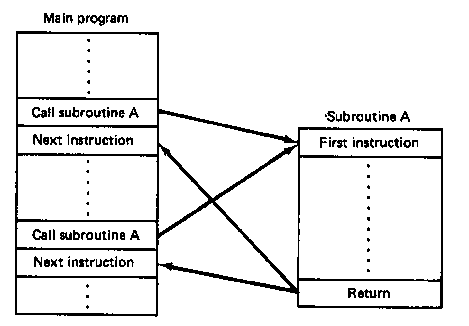 Main program
Call subroutine A
Next instruction
Call subroutine A
Next instruction
Subroutine A
First instruction
Return